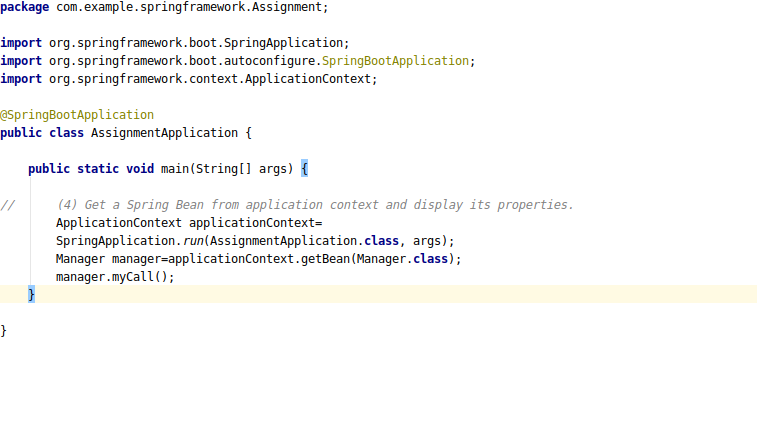 package com.example.springframework.Assignment;
import org.springframework.boot.SpringApplication;
import org.springframework.boot.autoconfigure.SpringBootApplication;
import org.springframework.context.ApplicationContext;
@SpringBootApplication
public class AssignmentApplication {
public static void main(String[] args) {
// (4) Get a Spring Bean from application context and display its properties.
ApplicationContext applicationContext=
SpringApplication.run(AssignmentApplication.class, args);
Manager manager=applicationContext.getBean(Manager.class);
manager.myCall();
}
}